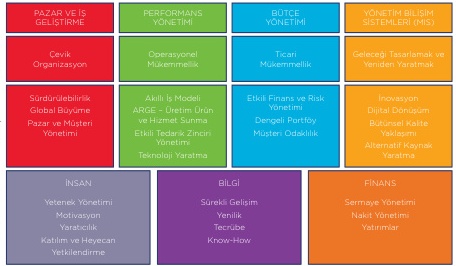 PAZAR VE İŞ
GELİŞTİRME
PERFORMANS
YÖNETİMİ
BÜTÇE
YÖNETİMİ
YÖNETİM BİLİŞİM
SİSTEMLERİ (MIS)
Çevik
Organizasyon
Operasyonel
Mükemmellik
Ticari
Mükemmellik
Geleceği Tasarlamak ve
Yeniden Yaratmak
Sürdürülebilirlik
Global Büyüme
Pazar ve Müşteri
Yönetimi
Akıllı İş Modeli
ARGE – Üretim Ürün
ve Hizmet Sunma
Etkili Tedarik Zinciri
Yönetimi
Teknoloji Yaratma
Etkili Finans ve Risk
Yönetimi
Dengeli Portföy
Müşteri Odaklılık
İnovasyon
Dijital Dönüşüm
Bütünsel Kalite
Yaklaşımı
Alternatif Kaynak
Yaratma
İNSAN
Yetenek Yönetimi
Motivasyon
Yaratıcılık
Katılım ve Heyecan
Yetkilendirme
BİLGİ
Sürekli Gelişim
Yenilik
Tecrübe
Know-How
FİNANS
Sermaye Yönetimi
Nakit Yönetimi
Yatırımlar